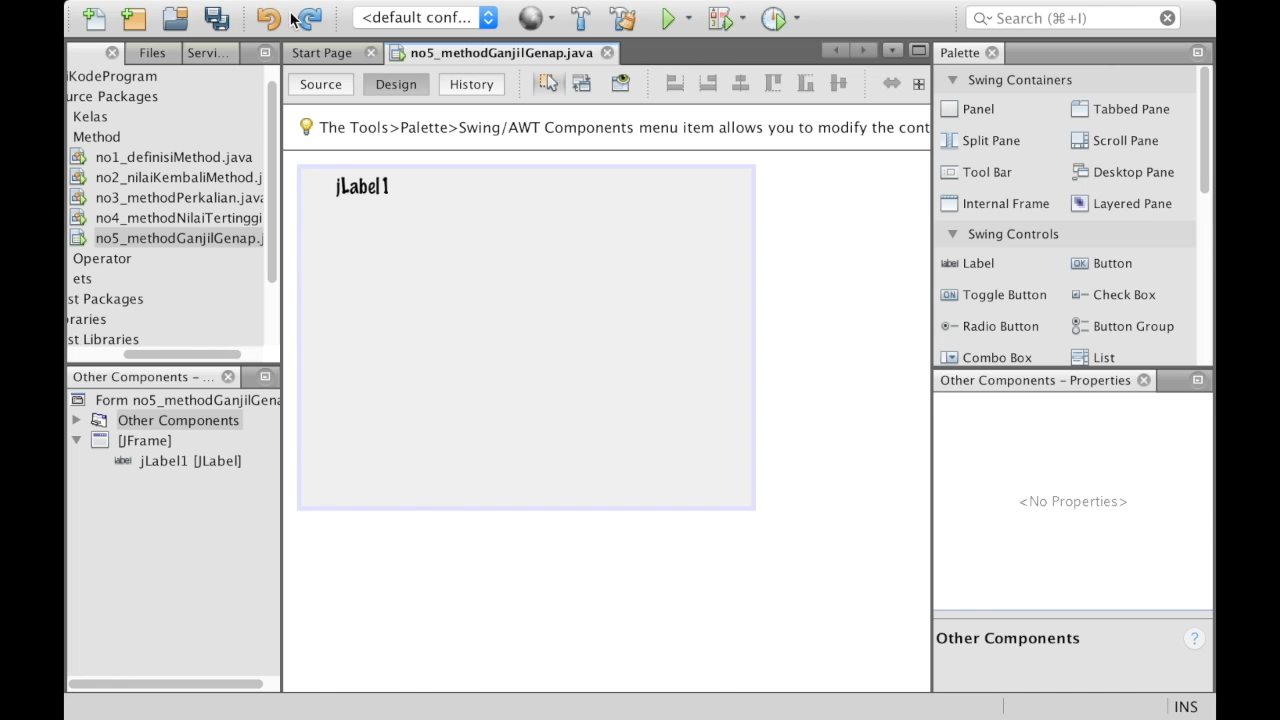 <default conf...
Search (⌘+I)
Files
Servi...
Start Page
no5_methodGanjilGenap.java
Palette
Source
Design
History
The Tools>Palette>Swing/AWT Components menu item allows you to modify the cont
iKodeProgram
urce Packages
Kelas
Method
no1_definisiMethod.java
no2_nilaiKembaliMethod.j
no3_methodPerkalian.java
no4_methodNilaiTertinggi
no5_methodGanjilGenap.j
Operator
ets
st Packages
raries
st Libraries
jLabel1
Swing Containers
Panel
Tabbed Pane
Split Pane
Scroll Pane
Tool Bar
Desktop Pane
Internal Frame
Layered Pane
Swing Controls
label Label
OK Button
ON Toggle Button
Check Box
Radio Button
Button Group
Combo Box
List
Other Components – ...
Form no5_methodGanjilGena
Other Components
[JFrame]
label jLabel1 [JLabel]
Other Components – Properties
<No Properties>
Other Components
?
INS